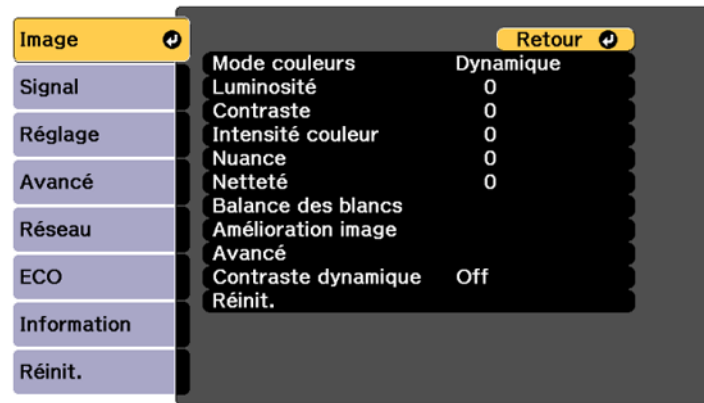 Image
Signal
Réglage
Avancé
Réseau
ECO
Information
Réinit.
Retour
Mode couleurs Dynamique
Luminosité 0
Contraste 0
Intensité couleur 0
Nuance 0
Netteté 0
Balance des blancs
Amélioration image
Avancé
Contraste dynamique Off
Réinit.